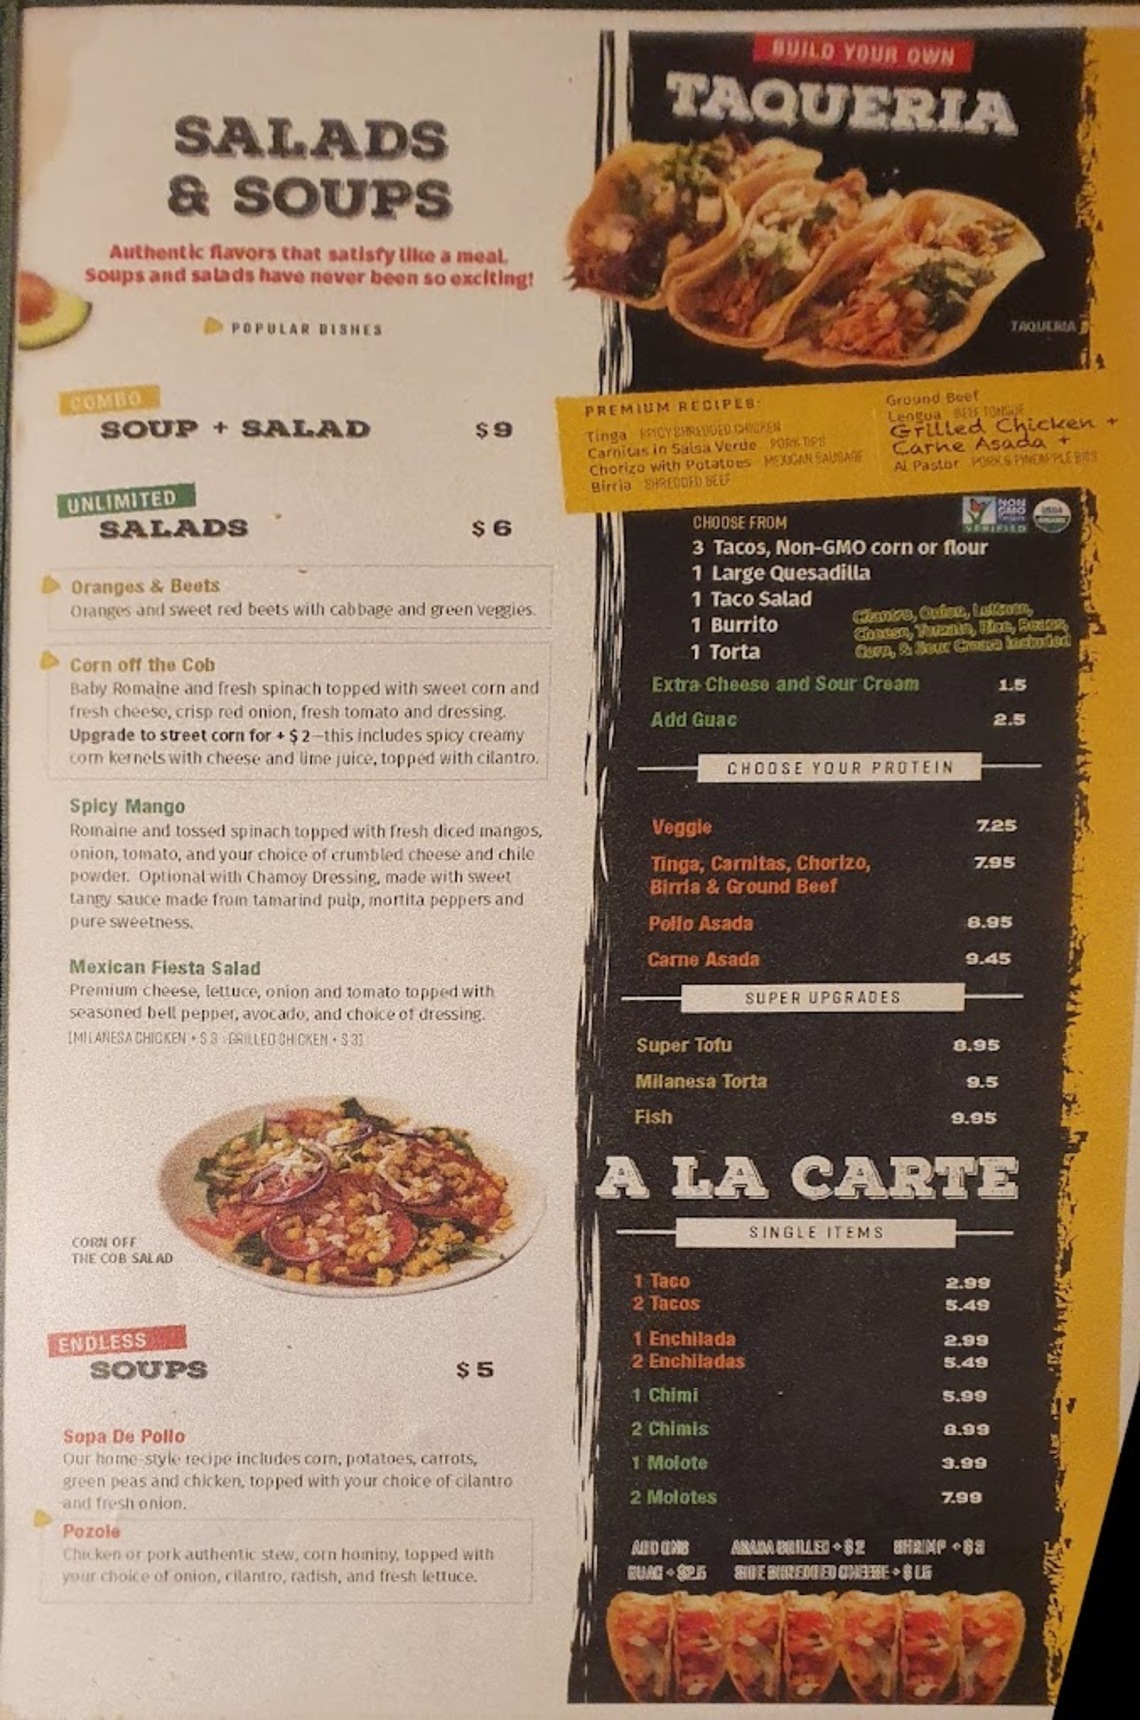 SALADS
& SOUPS
Authentic flavors that satisfy like a meal.
Soups and salads have never been so exciting!
POPULAR DISHES
COMBO
SOUP + SALAD $9
UNLIMITED
SALADS $6
Oranges & Beets
Oranges and sweet red beets with cabbage and green veggies.
Corn off the Cob
Baby Romaine and fresh spinach topped with sweet corn and
fresh cheese, crisp red onion, fresh tomato and dressing.
Upgrade to street corn for + $2—this includes spicy creamy
corn kernels with cheese and lime juice, topped with cilantro.
Spicy Mango
Romaine and tossed spinach topped with fresh diced mangos,
onion, tomato, and your choice of crumbled cheese and chile
powder. Optional with Chamoy Dressing, made with sweet
tangy sauce made from tamarind pulp, mortita peppers and
pure sweetness.
Mexican Fiesta Salad
Premium cheese, lettuce, onion and tomato topped with
seasoned bell pepper, avocado, and choice of dressing.
[MILANESA CHICKEN + $3 · GRILLED CHICKEN + $3]
CORN OFF
THE COB SALAD
ENDLESS
SOUPS $5
Sopa De Pollo
Our home-style recipe includes corn, potatoes, carrots,
green peas and chicken, topped with your choice of cilantro
and fresh onion.
Pozole
Chicken or pork authentic stew, corn hominy, topped with
your choice of onion, cilantro, radish, and fresh lettuce.
BUILD YOUR OWN
TAQUERIA
TAQUERIA
PREMIUM RECIPES:
Tinga SPICY SHREDDED CHICKEN
Carnitas in Salsa Verde PORK TIPS
Chorizo with Potatoes MEXICAN SAUSAGE
Birria SHREDDED BEEF
Ground Beef
Lengua BEEF TONGUE
Grilled Chicken +
Carne Asada +
Al Pastor PORK & PINEAPPLE BITS
CHOOSE FROM
NON
GMO
VERIFIED
USDA
ORGANIC
3 Tacos, Non-GMO corn or flour
1 Large Quesadilla
1 Taco Salad
1 Burrito
1 Torta
Cilantro, Onion, Lettuce,
Cheese, Tomato, Rice, Beans,
Corn, & Sour Cream included
Extra Cheese and Sour Cream 1.5
Add Guac 2.5
CHOOSE YOUR PROTEIN
Veggie 7.25
Tinga, Carnitas, Chorizo, 7.95
Birria & Ground Beef
Pollo Asada 8.95
Carne Asada 9.45
SUPER UPGRADES
Super Tofu 8.95
Milanesa Torta 9.5
Fish 9.95
A LA CARTE
SINGLE ITEMS
1 Taco 2.99
2 Tacos 5.49
1 Enchilada 2.99
2 Enchiladas 5.49
1 Chimi 5.99
2 Chimis 8.99
1 Molote 3.99
2 Molotes 7.99
ADD ONS ASADA GRILLED + $2 SHRIMP + $3
GUAC + $2.5 SIDE SHREDDED CHEESE + $1.5